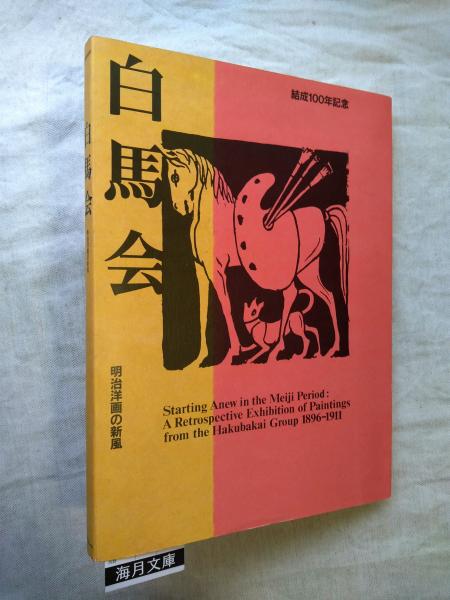 結成100年記念
白馬会
明治洋画の新風
Starting Anew in the Meiji Period:
A Retrospective Exhibition of Paintings
from the Hakubakai Group 1896-1911
白馬会
海月文庫